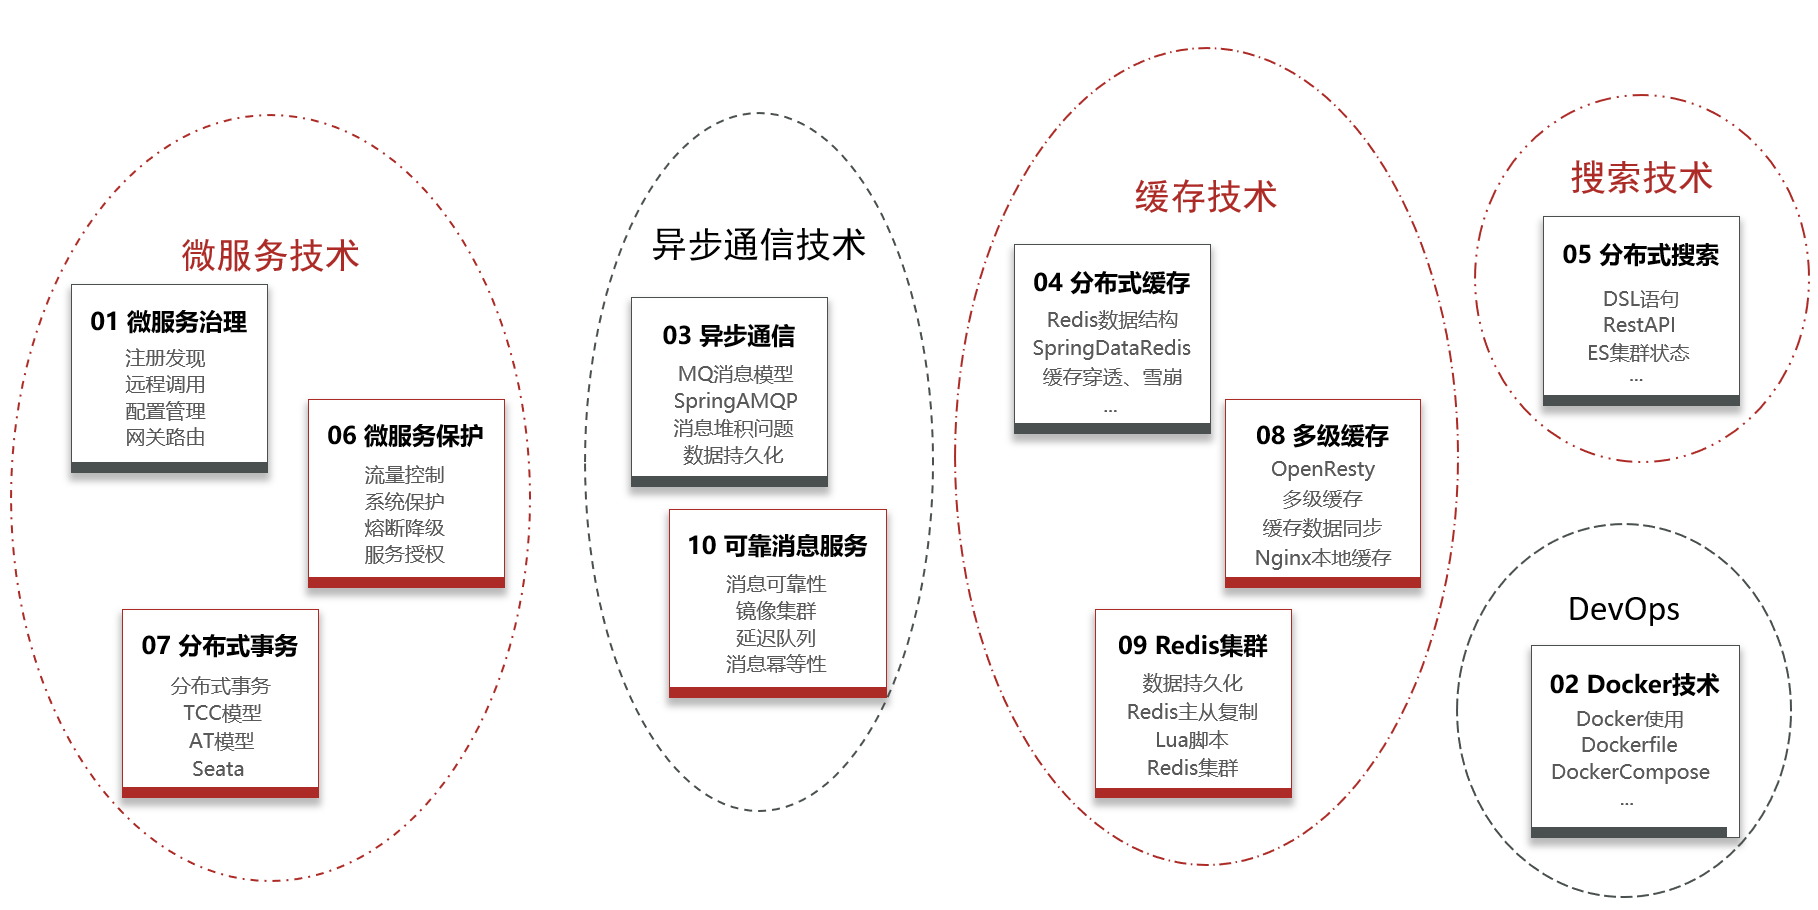 微服务技术
01 微服务治理
注册发现
远程调用
配置管理
网关路由
06 微服务保护
流量控制
系统保护
熔断降级
服务授权
07 分布式事务
分布式事务
TCC模型
AT模型
Seata
异步通信技术
03 异步通信
MQ消息模型
SpringAMQP
消息堆积问题
数据持久化
10 可靠消息服务
消息可靠性
镜像集群
延迟队列
消息幂等性
缓存技术
04 分布式缓存
Redis数据结构
SpringDataRedis
缓存穿透、雪崩
...
08 多级缓存
OpenResty
多级缓存
缓存数据同步
Nginx本地缓存
09 Redis集群
数据持久化
Redis主从复制
Lua脚本
Redis集群
搜索技术
05 分布式搜索
DSL语句
RestAPI
ES集群状态
...
DevOps
02 Docker技术
Docker使用
Dockerfile
DockerCompose
...